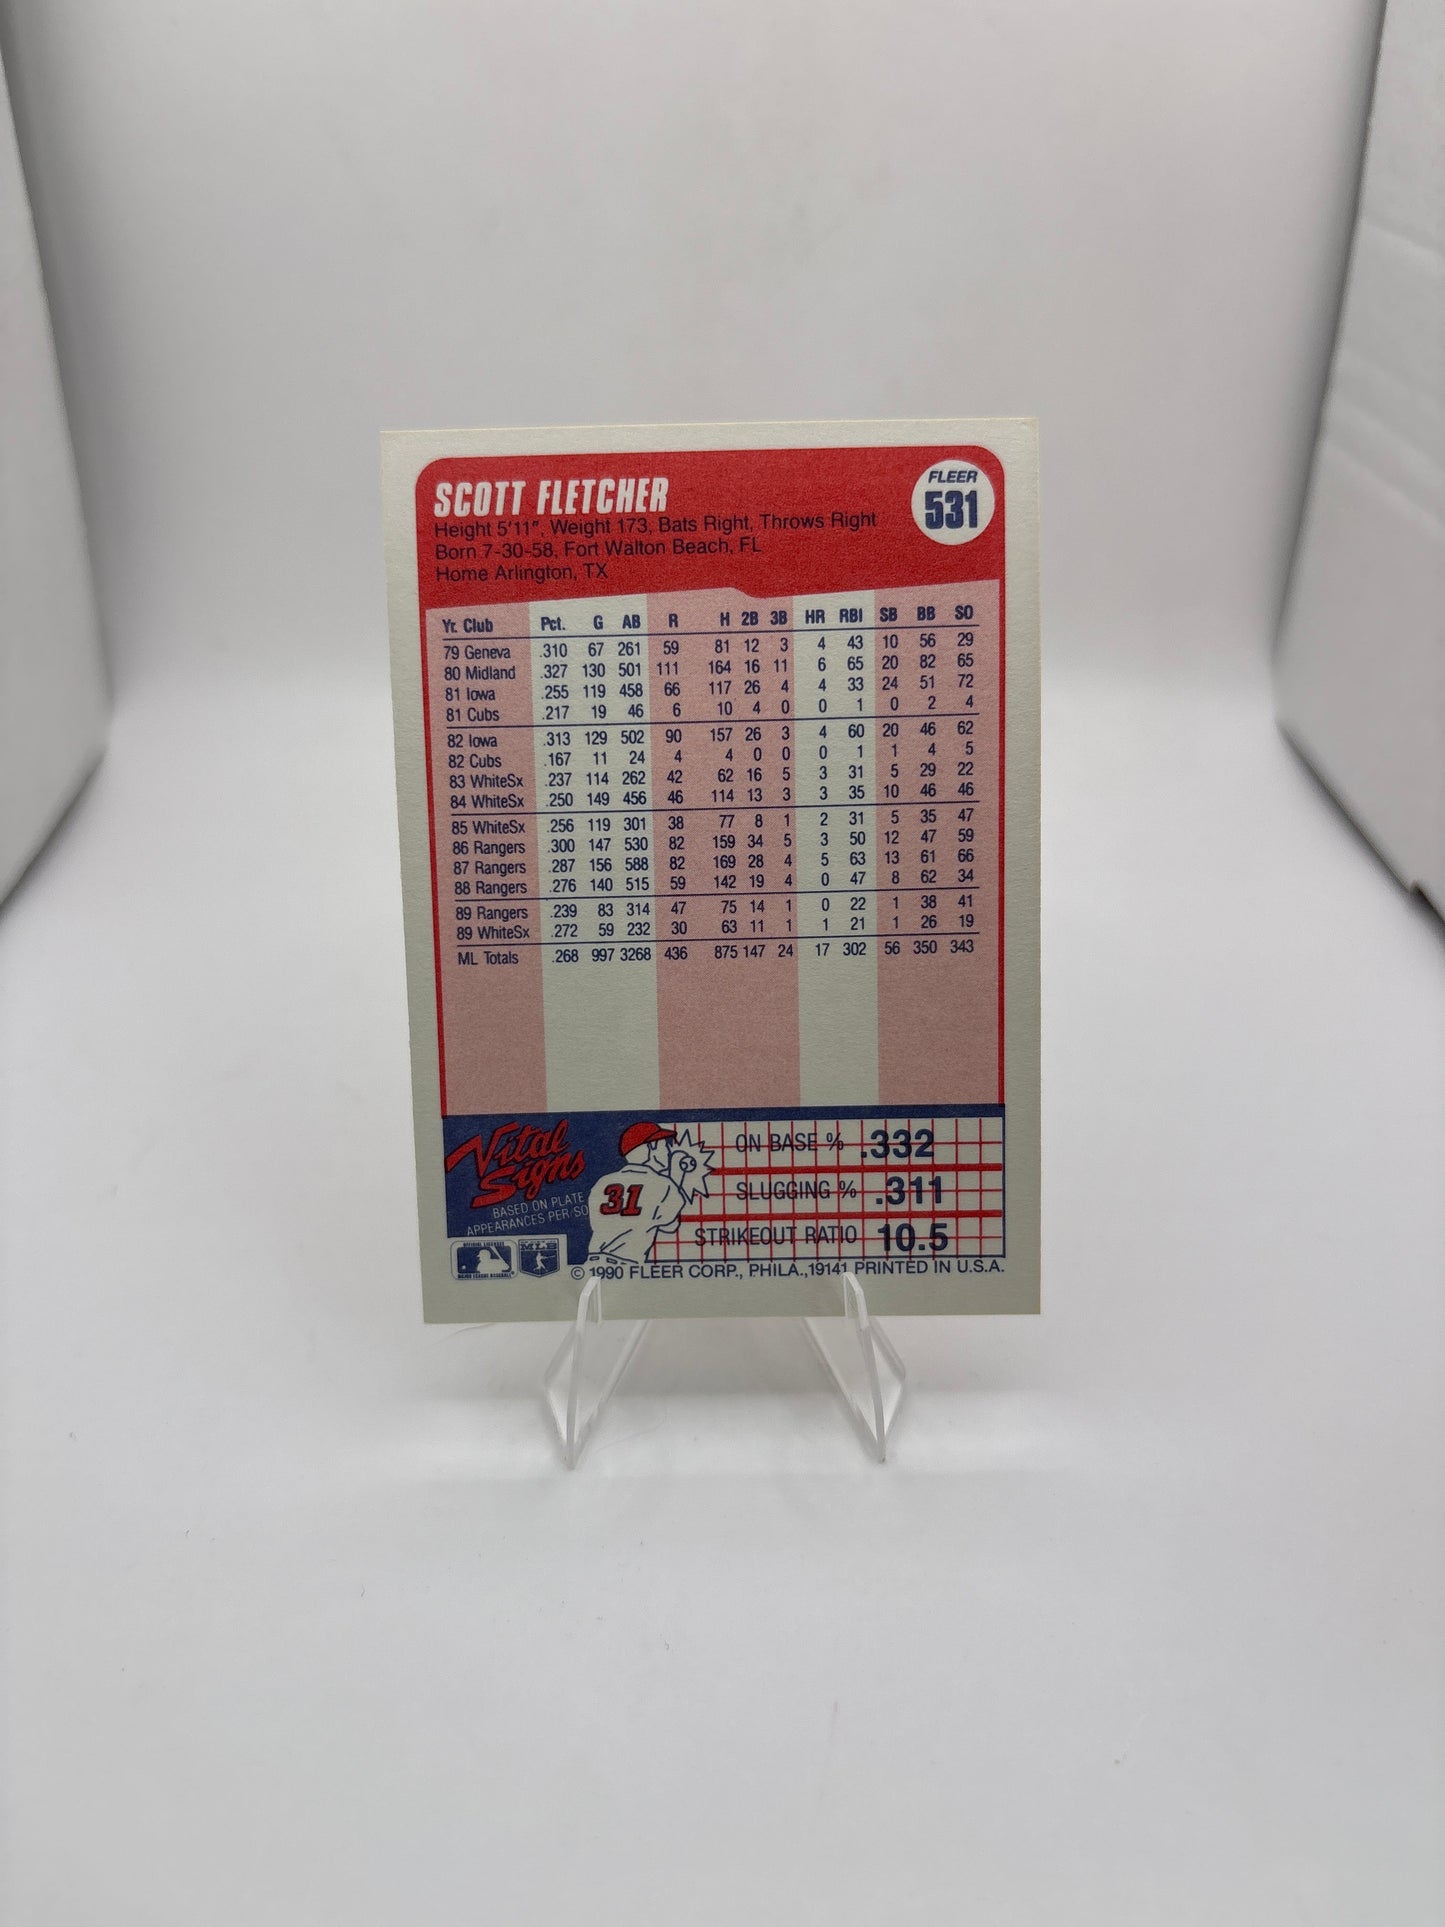 SCOTT FLETCHER
FLEER
531
Height 5'11", Weight 173, Bats Right, Throws Right
Born 7-30-58, Fort Walton Beach, FL
Home Arlington, TX
Yr. Club Pct. G AB R H 2B 3B HR RBI SB BB SO
79 Geneva .310 67 261 59 81 12 3 4 43 10 56 29
80 Midland .327 130 501 111 164 16 11 6 65 20 82 65
81 Iowa .255 119 458 66 117 26 4 4 33 24 51 72
81 Cubs .217 19 46 6 10 4 0 0 1 0 2 4
82 Iowa .313 129 502 90 157 26 3 4 60 20 46 62
82 Cubs .167 11 24 4 4 0 0 0 1 1 4 5
83 WhiteSx .237 114 262 42 62 16 5 3 31 5 29 22
84 WhiteSx .250 149 456 46 114 13 3 3 35 10 46 46
85 WhiteSx .256 119 301 38 77 8 1 2 31 5 35 47
86 Rangers .300 147 530 82 159 34 5 3 50 12 47 59
87 Rangers .287 156 588 82 169 28 4 5 63 13 61 66
88 Rangers .276 140 515 59 142 19 4 0 47 8 62 34
89 Rangers .239 83 314 47 75 14 1 0 22 1 38 41
89 WhiteSx .272 59 232 30 63 11 1 1 21 1 26 19
ML Totals .268 997 3268 436 875 147 24 17 302 56 350 343
Vital
Signs
BASED ON PLATE
APPEARANCES PER/SO
31
ON BASE % .332
SLUGGING % .311
STRIKEOUT RATIO 10.5
MLB
© 1990 FLEER CORP., PHILA.,19141 PRINTED IN U.S.A.